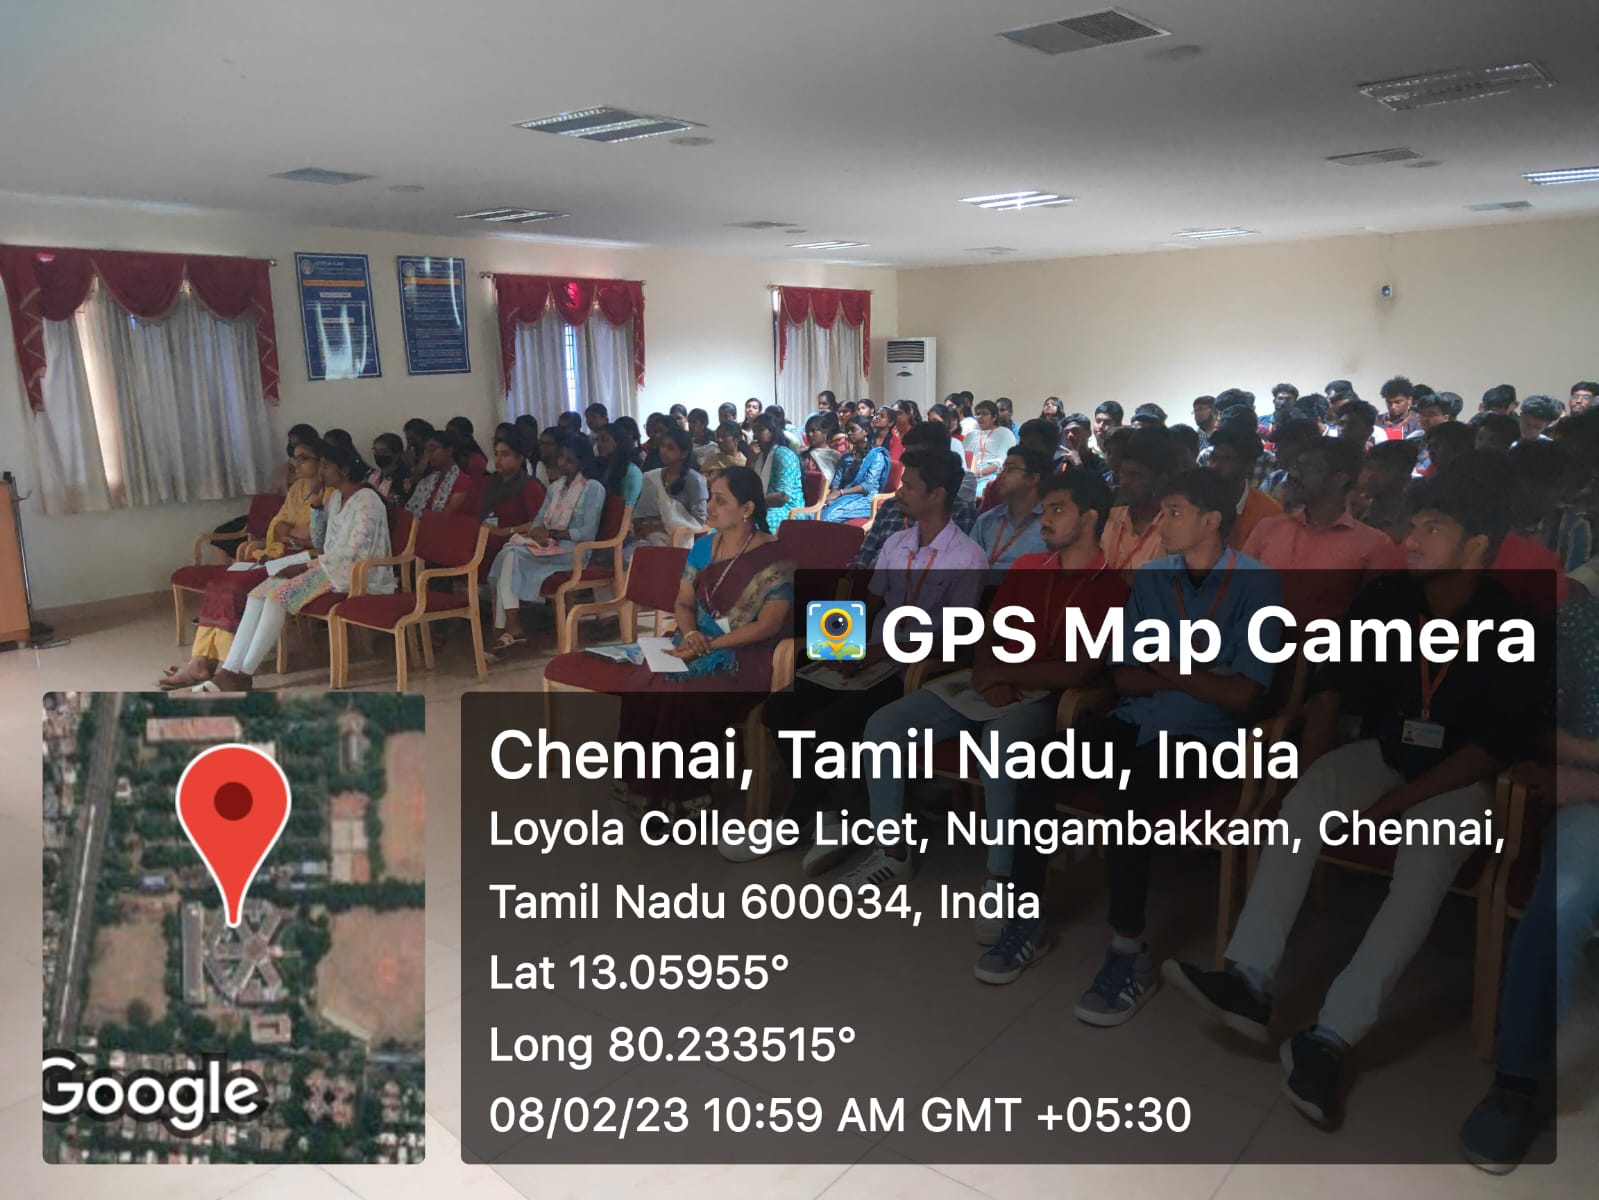 GPS Map Camera
Chennai, Tamil Nadu, India
Loyola College Licet, Nungambakkam, Chennai,
Tamil Nadu 600034, India
Lat 13.05955°
Long 80.233515°
08/02/23 10:59 AM GMT +05:30
Google